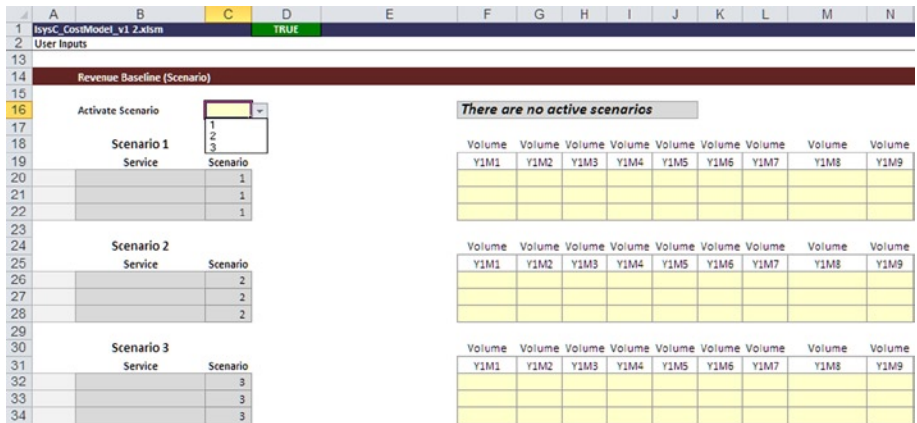 A B C D E F G H I J K L M N
1 IsysC_CostModel_v1 2.xlsm TRUE
2 User Inputs
13
14 Revenue Baseline (Scenario)
15
16 Activate Scenario There are no active scenarios
17 1
2
18 Scenario 1 3 Volume Volume Volume Volume Volume Volume Volume Volume Volume
19 Service Scenario Y1M1 Y1M2 Y1M3 Y1M4 Y1M5 Y1M6 Y1M7 Y1M8 Y1M9
20 1
21 1
22 1
23
24 Scenario 2 Volume Volume Volume Volume Volume Volume Volume Volume Volume
25 Service Scenario Y1M1 Y1M2 Y1M3 Y1M4 Y1M5 Y1M6 Y1M7 Y1M8 Y1M9
26 2
27 2
28 2
29
30 Scenario 3 Volume Volume Volume Volume Volume Volume Volume Volume Volume
31 Service Scenario Y1M1 Y1M2 Y1M3 Y1M4 Y1M5 Y1M6 Y1M7 Y1M8 Y1M9
32 3
33 3
34 3